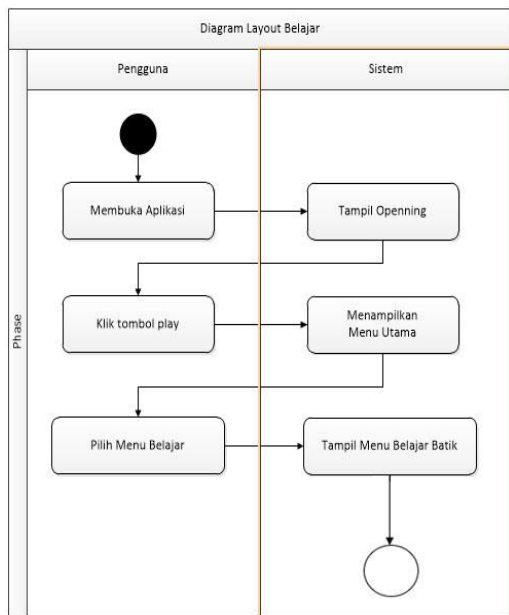 Diagram Layout Belajar
Pengguna
Sistem
Phase
Membuka Aplikasi
Tampil Openning
Klik tombol play
Menampilkan
Menu Utama
Pilih Menu Belajar
Tampil Menu Belajar Batik